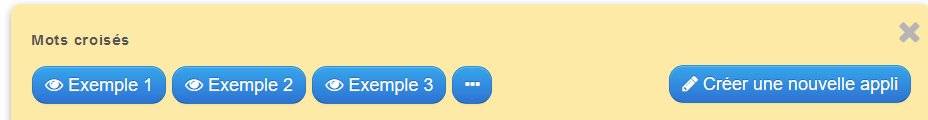 Mots croisés
Exemple 1 Exemple 2 Exemple 3 ... Créer une nouvelle appli